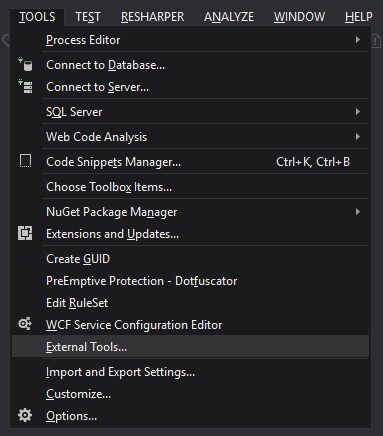 TOOLS TEST RESHARPER ANALYZE WINDOW HELP
Process Editor
Connect to Database...
Connect to Server...
SQL Server
Web Code Analysis
Code Snippets Manager... Ctrl+K, Ctrl+B
Choose Toolbox Items...
NuGet Package Manager
Extensions and Updates...
Create GUID
PreEmptive Protection - Dotfuscator
Edit RuleSet
WCF Service Configuration Editor
External Tools...
Import and Export Settings...
Customize...
Options...